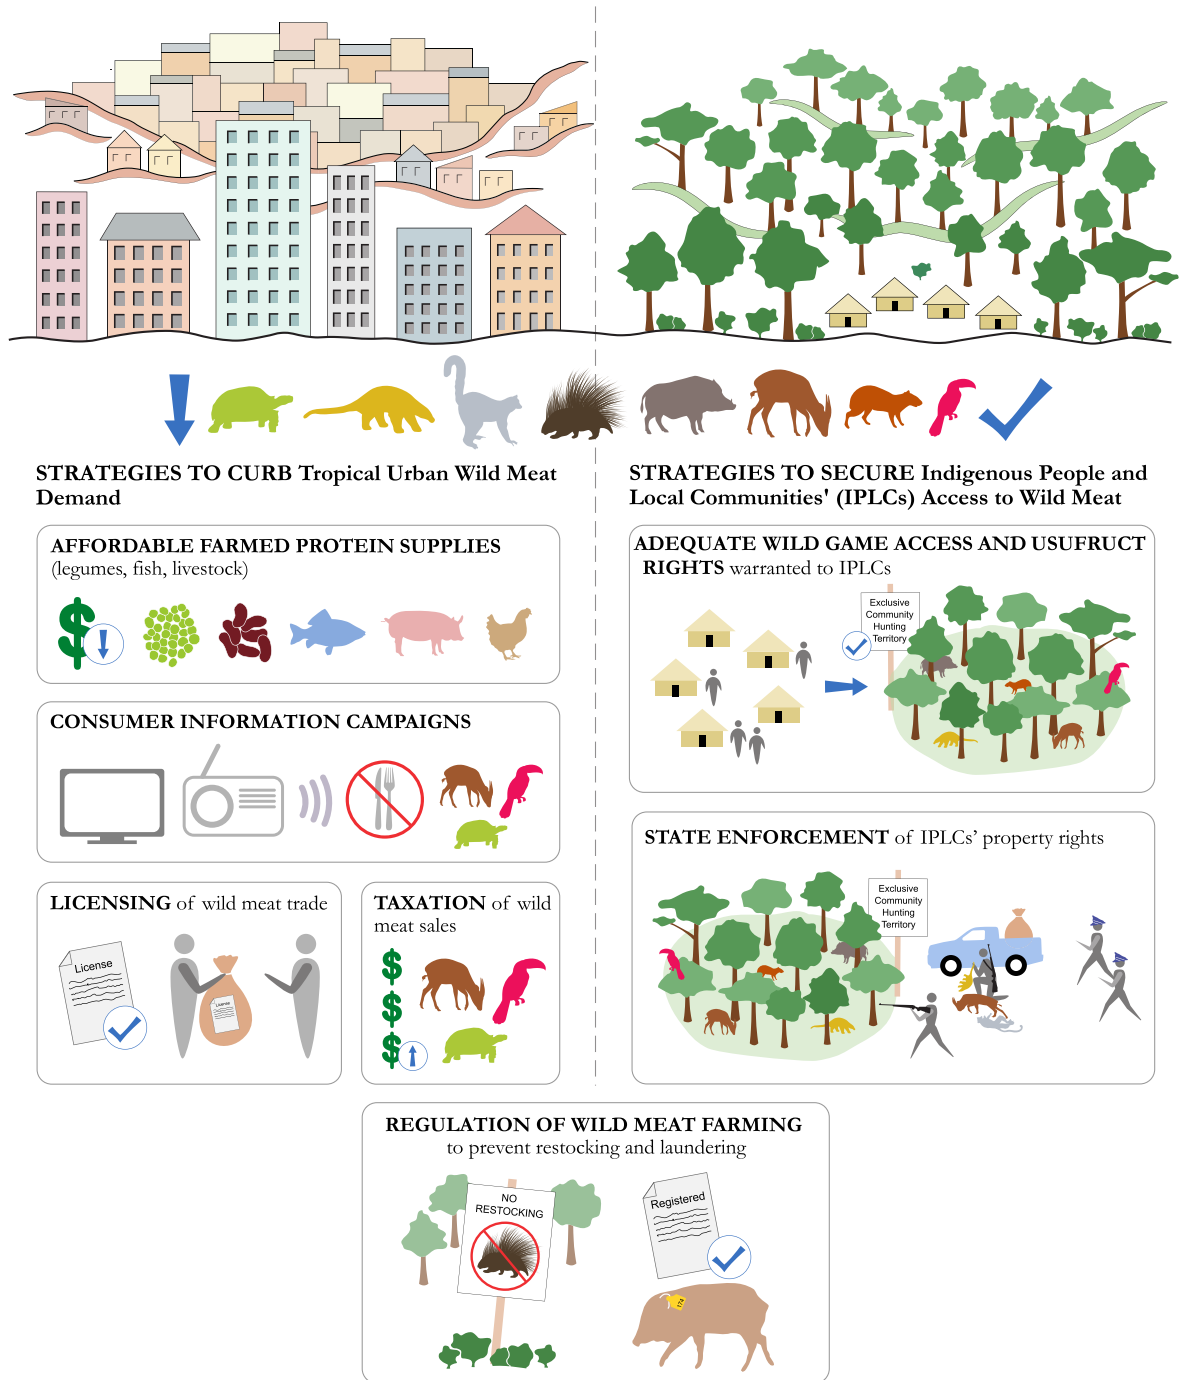 STRATEGIES TO CURB Tropical Urban Wild Meat
Demand
AFFORDABLE FARMED PROTEIN SUPPLIES
(legumes, fish, livestock)
$
CONSUMER INFORMATION CAMPAIGNS
LICENSING of wild meat trade
License
License
TAXATION of wild
meat sales
$
$
$
STRATEGIES TO SECURE Indigenous People and
Local Communities' (IPLCs) Access to Wild Meat
ADEQUATE WILD GAME ACCESS AND USUFRUCT
RIGHTS warranted to IPLCs
Exclusive
Community
Hunting
Territory
STATE ENFORCEMENT of IPLCs’ property rights
Exclusive
Community
Hunting
Territory
REGULATION OF WILD MEAT FARMING
to prevent restocking and laundering
NO
RESTOCKING
Registered
174